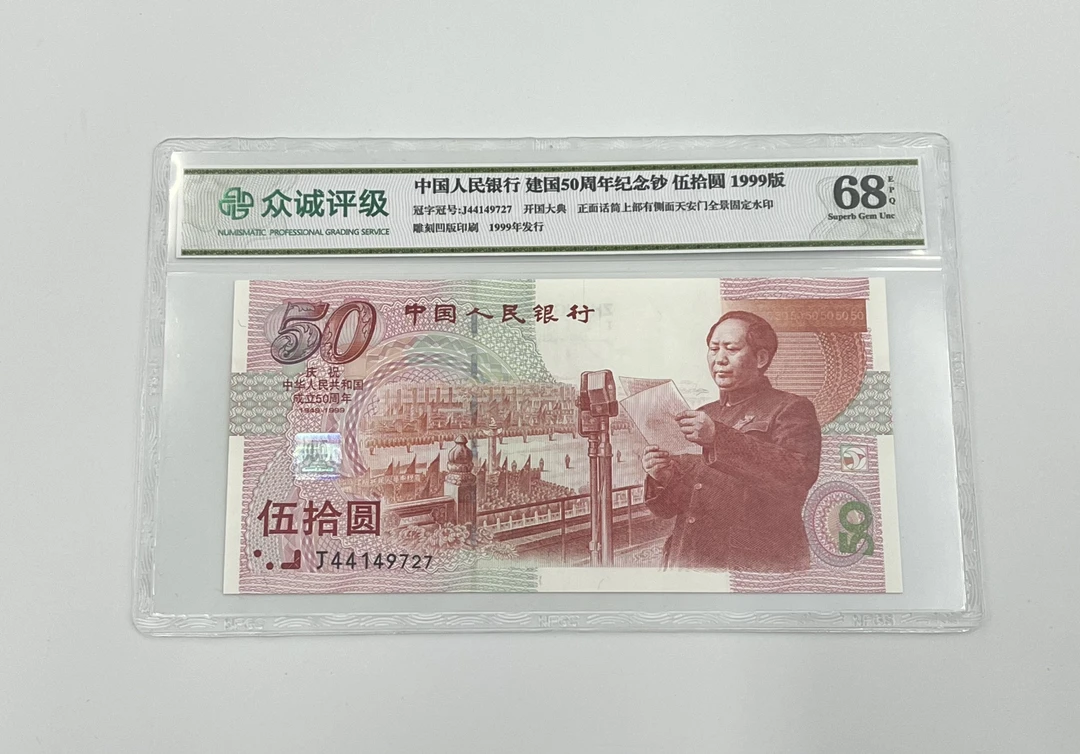 众诚评级
NUMISMATIC PROFESSIONAL GRADING SERVICE
中国人民银行 建国50周年纪念钞 伍拾圆 1999版
冠字冠号:J44149727 开国大典 正面话筒上部有侧面天安门全景固定水印
雕刻凹版印刷 1999年发行
68
EPQ
Superb Gem Unc
50
中国人民银行
庆祝
中华人民共和国
成立50周年
1949-1999
50 50 50 50
伍拾圆
J44149727
50